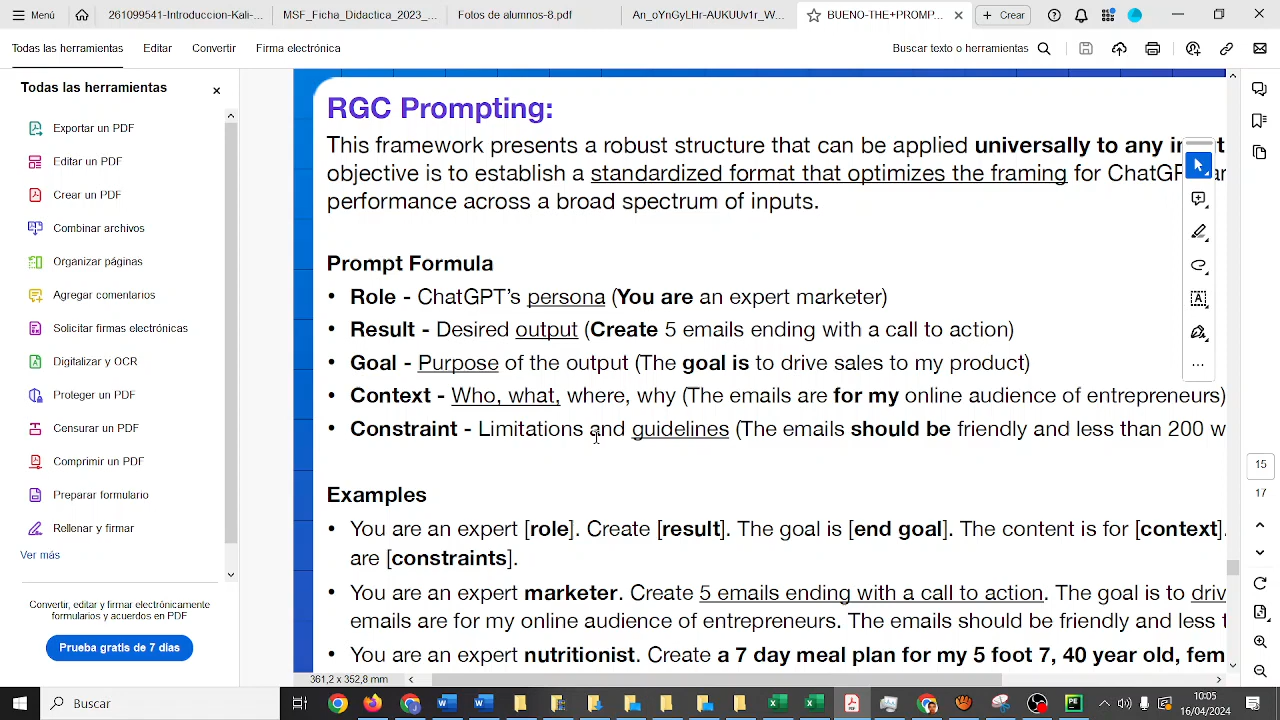 Menú
261099541-Introduccion-Kali-...
MSF_Ficha_Didactica_2023_...
Fotos de alumnos-8.pdf
An_oYnGyLHr-AUKUUv1r_W...
BUENO-THE+PROMP...
Crear
Todas las herramientas
Editar
Convertir
Firma electrónica
Buscar texto o herramientas
Todas las herramientas
Exportar un PDF
Editar un PDF
Crear un PDF
Combinar archivos
Organizar páginas
Agregar comentarios
Solicitar firmas electrónicas
Digitalizar y OCR
Proteger un PDF
Censurar un PDF
Comprimir un PDF
Preparar formulario
Rellenar y firmar
Ver más
Convertir, editar y firmar electrónicamente
formularios y acuerdos en PDF
Prueba gratis de 7 días
RGC Prompting:
This framework presents a robust structure that can be applied universally to any
objective is to establish a standardized format that optimizes the framing for ChatGP
performance across a broad spectrum of inputs.
Prompt Formula
• Role - ChatGPT's persona (You are an expert marketer)
• Result - Desired output (Create 5 emails ending with a call to action)
• Goal - Purpose of the output (The goal is to drive sales to my product)
• Context - Who, what, where, why (The emails are for my online audience of entrepreneurs)
• Constraint - Limitations and guidelines (The emails should be friendly and less than 200 w
Examples
• You are an expert [role]. Create [result]. The goal is [end goal]. The content is for [context].
are [constraints].
• You are an expert marketer. Create 5 emails ending with a call to action. The goal is to driv
emails are for my online audience of entrepreneurs. The emails should be friendly and less t
• You are an expert nutritionist. Create a 7 day meal plan for my 5 foot 7, 40 year old, fem
361,2 x 352,8 mm
15
17
Buscar
10:05
16/04/2024